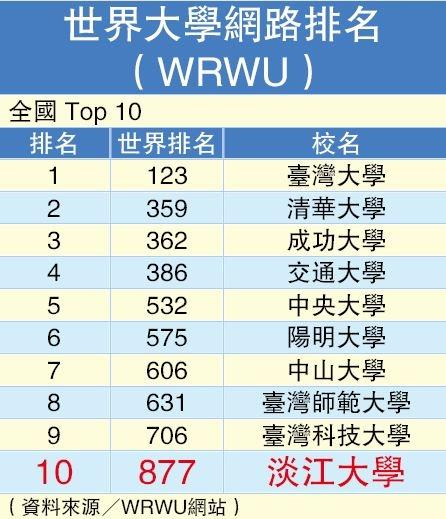 世界大學網路排名
（WRWU）
全國 Top 10
排名 世界排名 校名
1 123 臺灣大學
2 359 清華大學
3 362 成功大學
4 386 交通大學
5 532 中央大學
6 575 陽明大學
7 606 中山大學
8 631 臺灣師範大學
9 706 臺灣科技大學
10 877 淡江大學
（資料來源／WRWU網站）